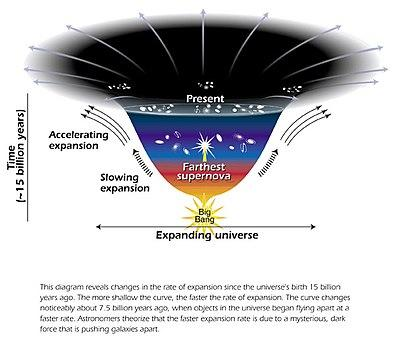 Present
Accelerating
expansion
Time
(~15 billion years)
Slowing
expansion
Farthest
supernova
Big
Bang
Expanding universe
This diagram reveals changes in the rate of expansion since the universe's birth 15 billion
years ago. The more shallow the curve, the faster the rate of expansion. The curve changes
noticeably about 7.5 billion years ago, when objects in the universe began flying apart at a
faster rate. Astronomers theorize that the faster expansion rate is due to a mysterious, dark
force that is pushing galaxies apart.